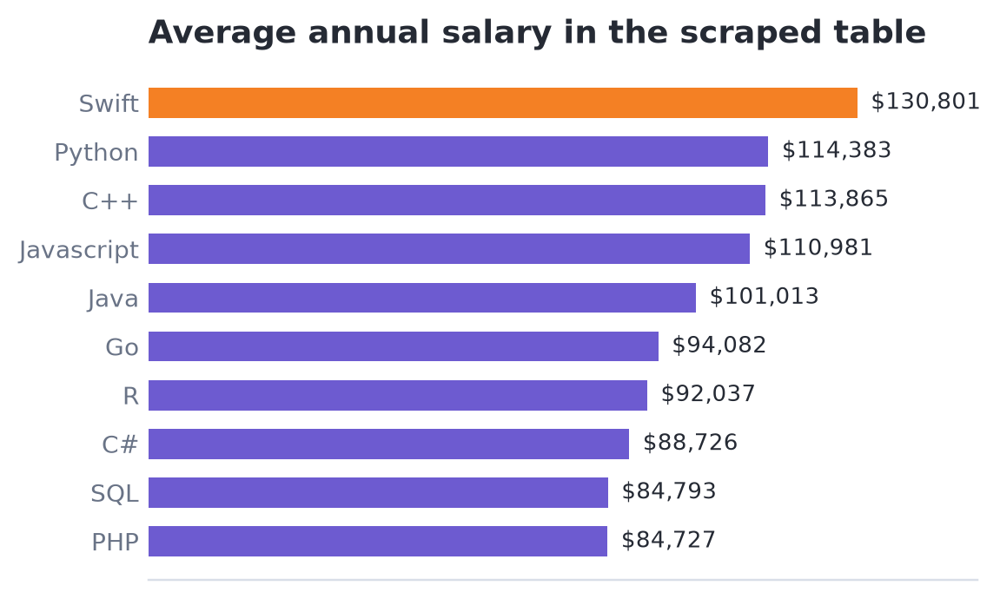 Average annual salary in the scraped table
Swift $130,801
Python $114,383
C++ $113,865
Javascript $110,981
Java $101,013
Go $94,082
R $92,037
C# $88,726
SQL $84,793
PHP $84,727